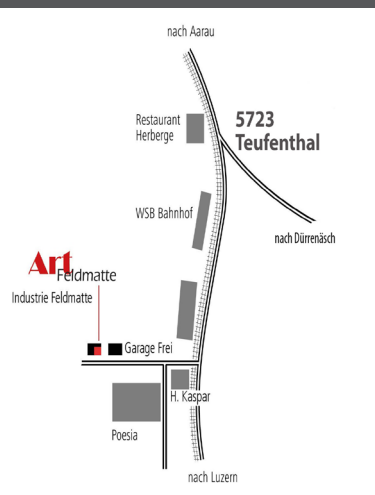 nach Aarau
Restaurant
Herberge
5723
Teufenthal
WSB Bahnhof
nach Dürrenäsch
Art
Feldmatte
Industrie Feldmatte
Garage Frei
H. Kaspar
Poesia
nach Luzern